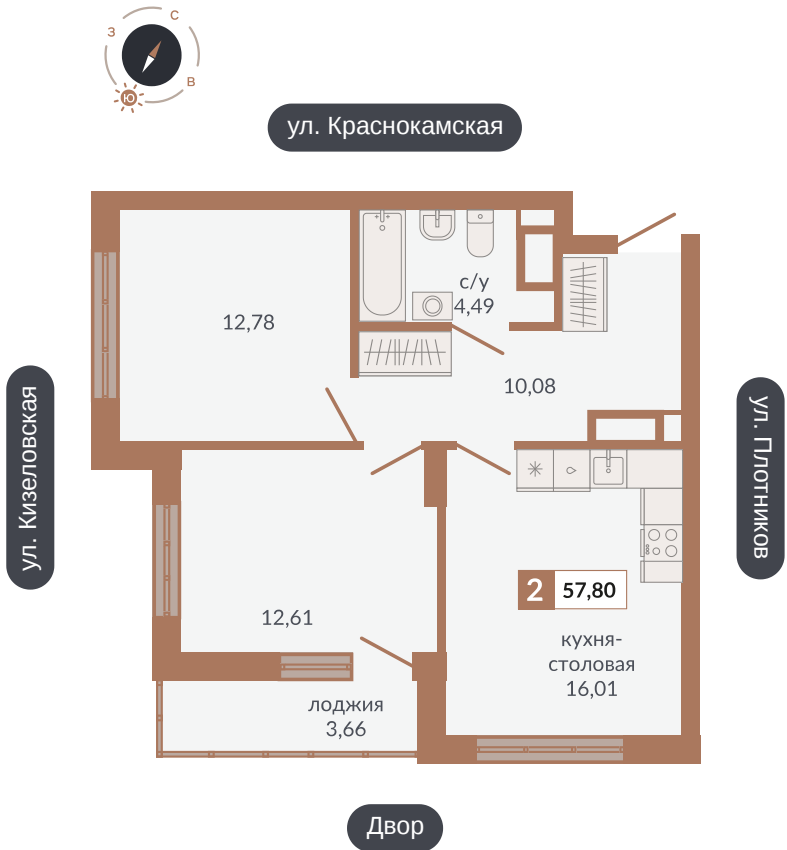 С
З
В
Ю
ул. Краснокамская
с/у
4,49
12,78
10,08
ул. Кизеловская
ул. Плотников
2 57,80
12,61
кухня-
столовая
16,01
лоджия
3,66
Двор